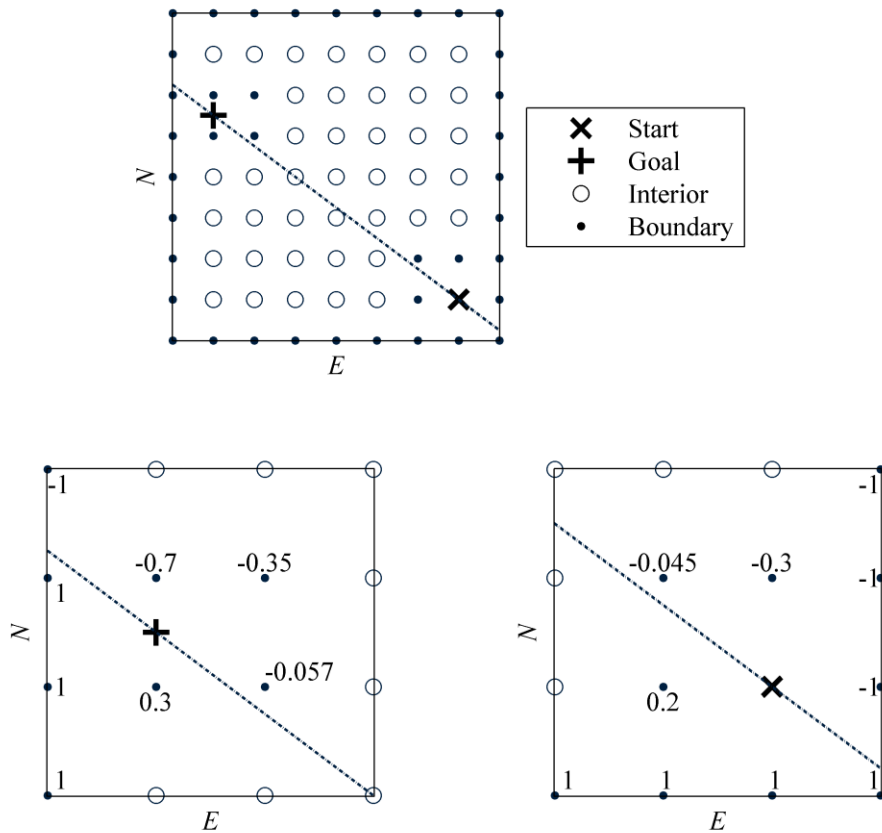 N
E
Start
Goal
Interior
Boundary
-1
-0.7 -0.35
1
N
1 0.3 -0.057
1
E
-1
-0.045 -0.3 -1
0.2 -1
1 1 1 1
N
E